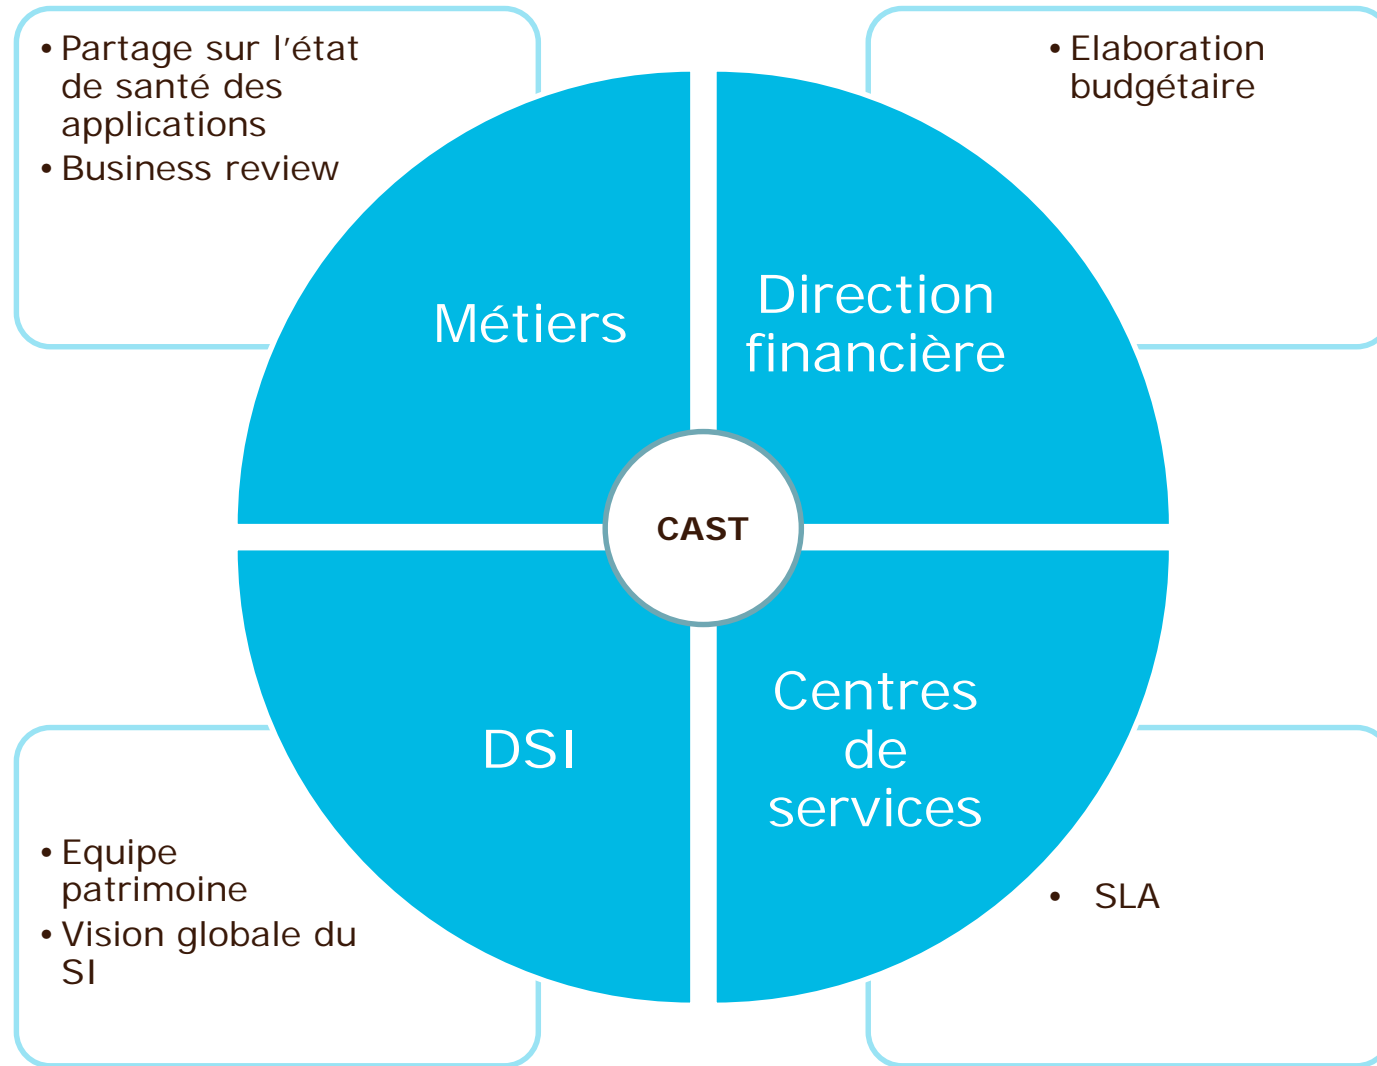 • Partage sur l’état
de santé des
applications
• Business review
• Elaboration
budgétaire
Métiers
Direction
financière
CAST
DSI
Centres
de
services
• Equipe
patrimoine
• Vision globale du
SI
• SLA